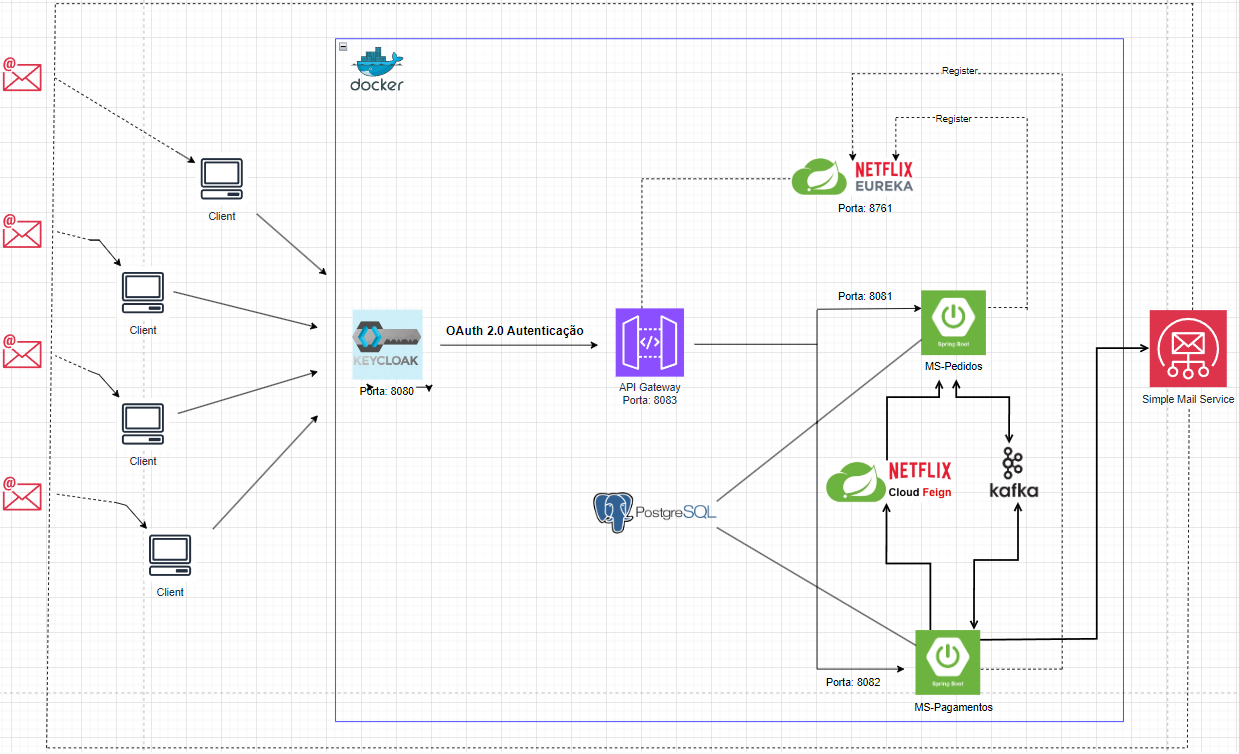 docker
Register
Register
NETFLIX
EUREKA
Porta: 8761
Client
Client
Client
Client
KEYCLOAK
Porta: 8080
OAuth 2.0 Autenticação
API Gateway
Porta: 8083
Porta: 8081
Spring Boot
MS-Pedidos
Simple Mail Service
NETFLIX
Cloud Feign
kafka
PostgreSQL
Porta: 8082
Spring Boot
MS-Pagamentos
@
@
@
@